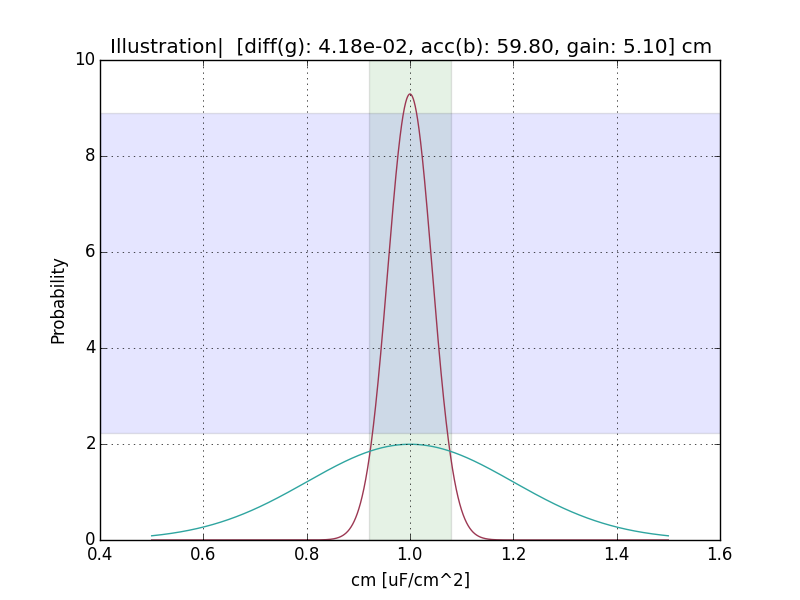 Illustration|  [diff(g): 4.18e-02, acc(b): 59.80, gain: 5.10] cm
10
8
6
4
2
0
Probability
0.4 0.6 0.8 1.0 1.2 1.4 1.6
cm [uF/cm^2]